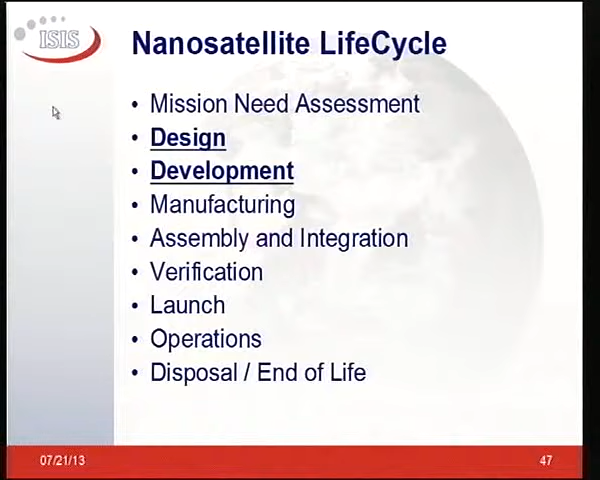 ISIS
Nanosatellite LifeCycle
• Mission Need Assessment
• Design
• Development
• Manufacturing
• Assembly and Integration
• Verification
• Launch
• Operations
• Disposal / End of Life
07/21/13
47